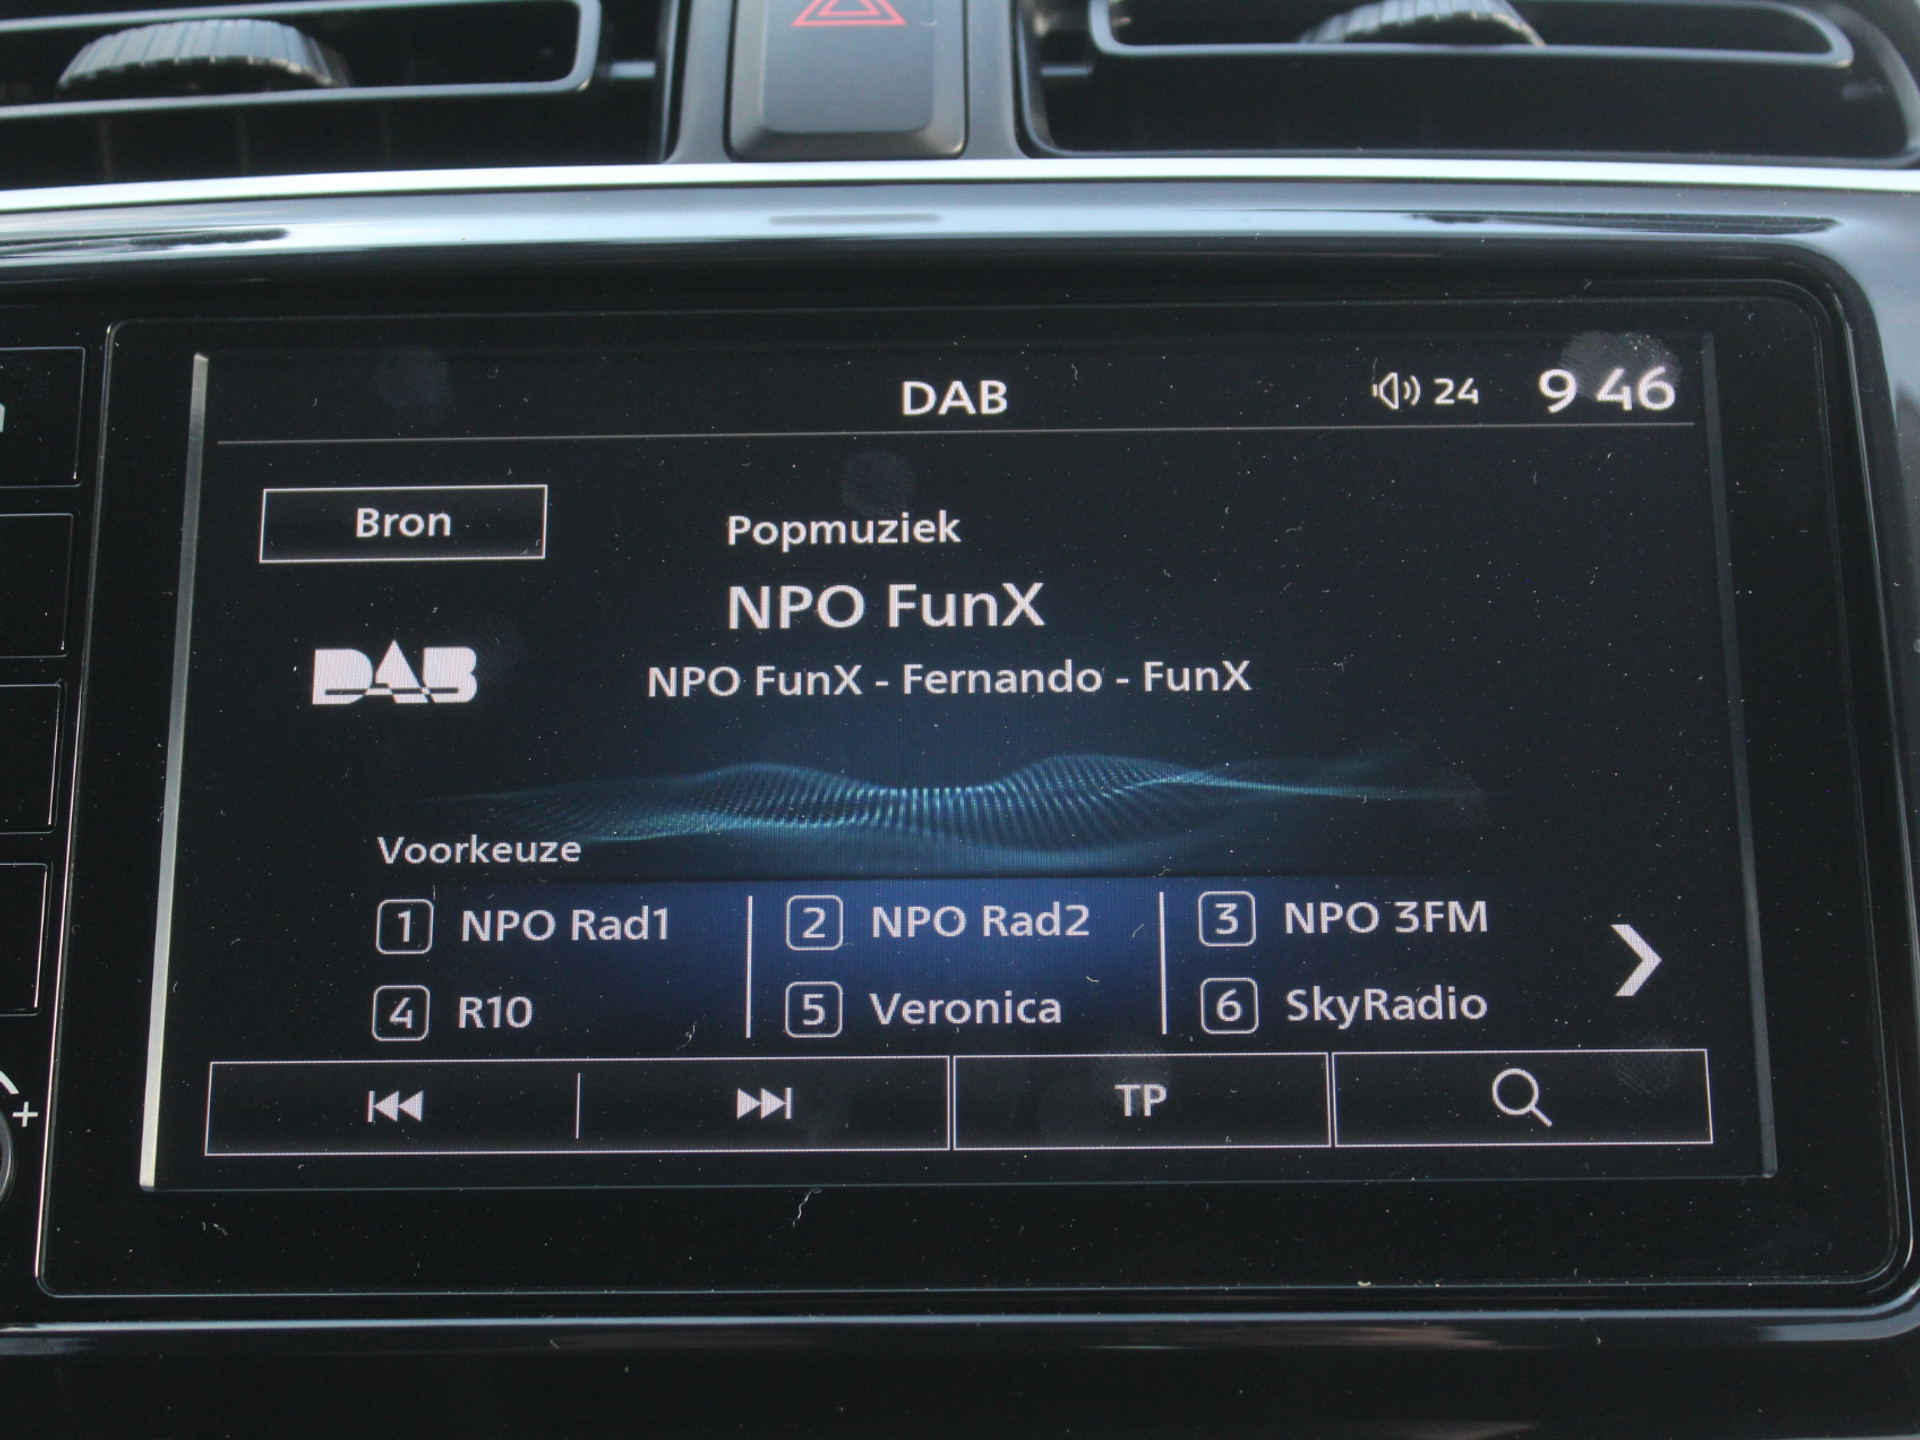 DAB 24 9 46
Bron
Popmuziek
NPO FunX
DAB
NPO FunX - Fernando - FunX
Voorkeuze
1 NPO Rad1 2 NPO Rad2 3 NPO 3FM
4 R10 5 Veronica 6 SkyRadio
TP
+